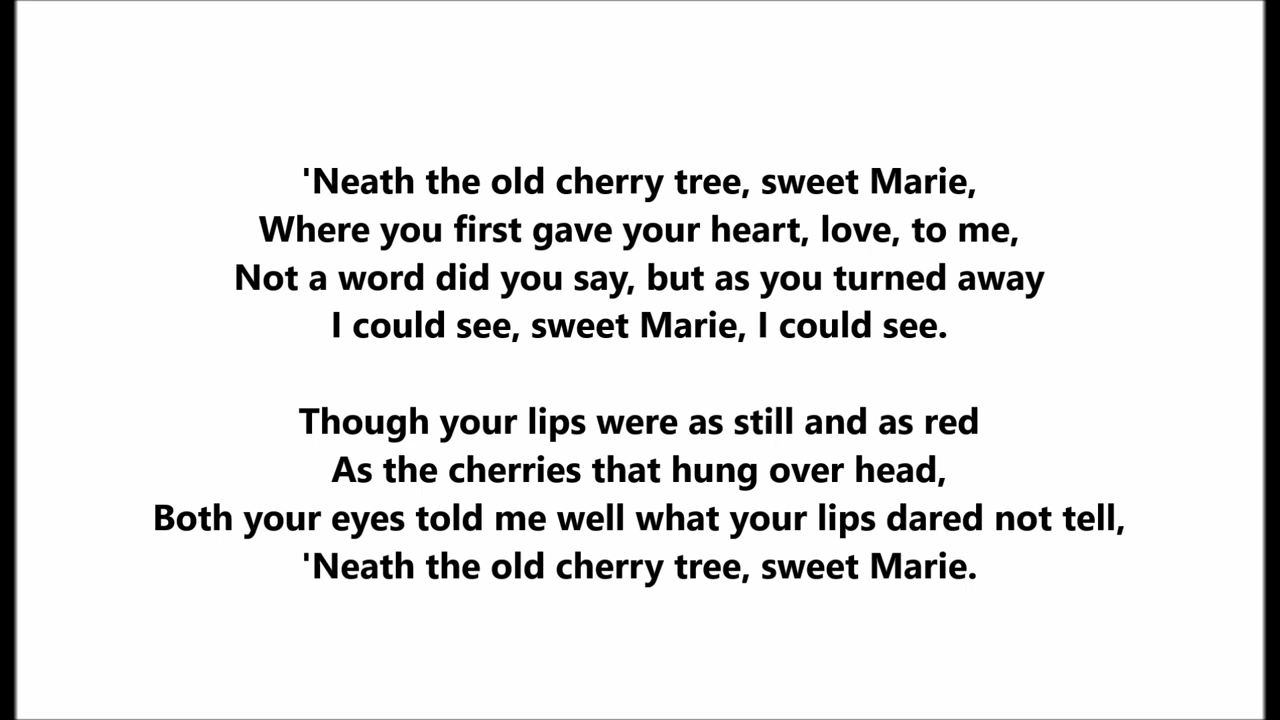 'Neath the old cherry tree, sweet Marie,
Where you first gave your heart, love, to me,
Not a word did you say, but as you turned away
I could see, sweet Marie, I could see.
Though your lips were as still and as red
As the cherries that hung over head,
Both your eyes told me well what your lips dared not tell,
'Neath the old cherry tree, sweet Marie.